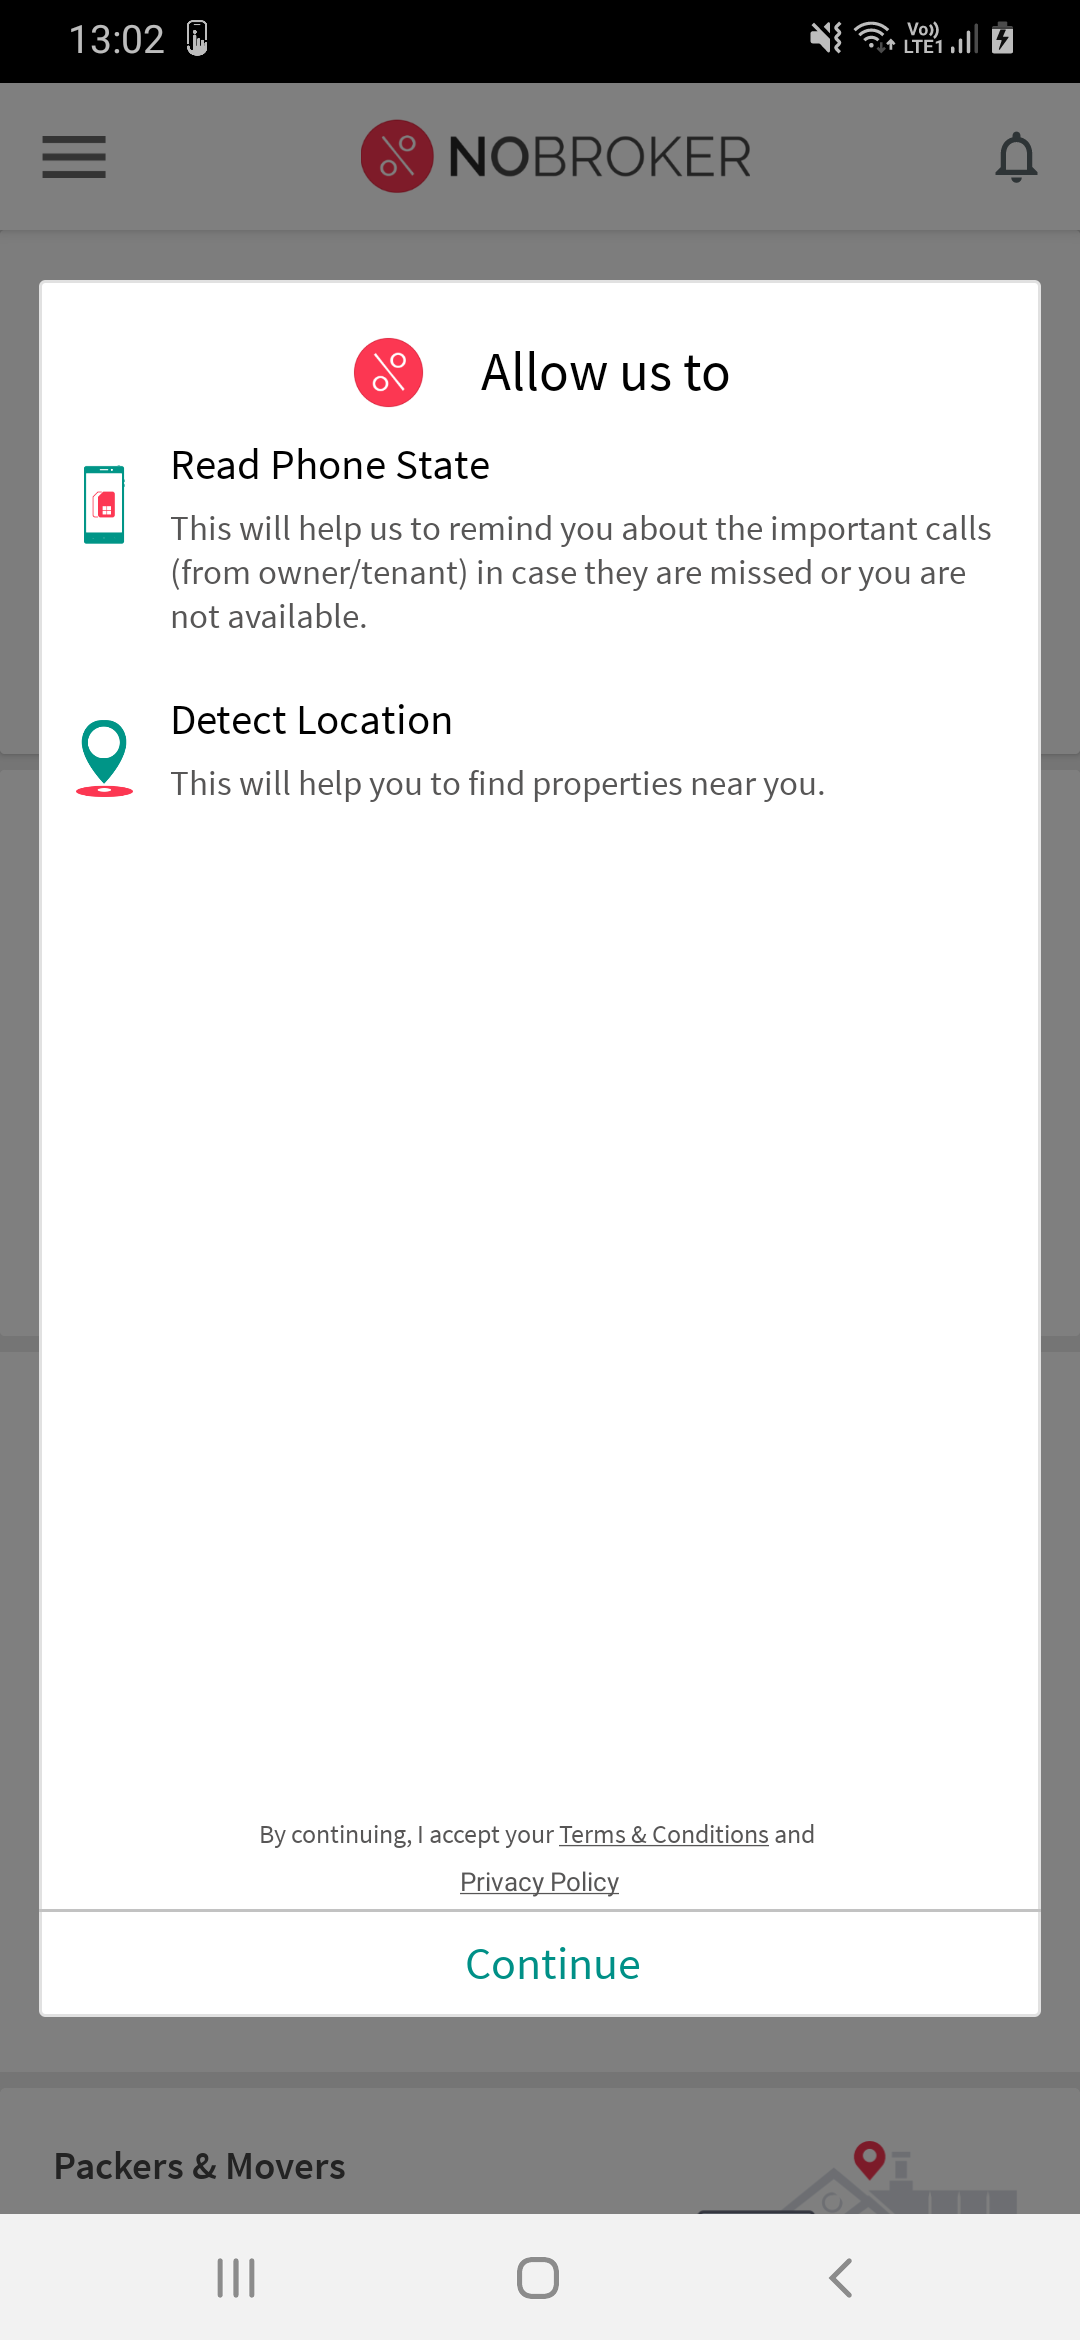 13:02
Vo))
LTE1
NOBROKER
Allow us to
Read Phone State
This will help us to remind you about the important calls
(from owner/tenant) in case they are missed or you are
not available.
Detect Location
This will help you to find properties near you.
By continuing, I accept your Terms & Conditions and
Privacy Policy
Continue
Packers & Movers